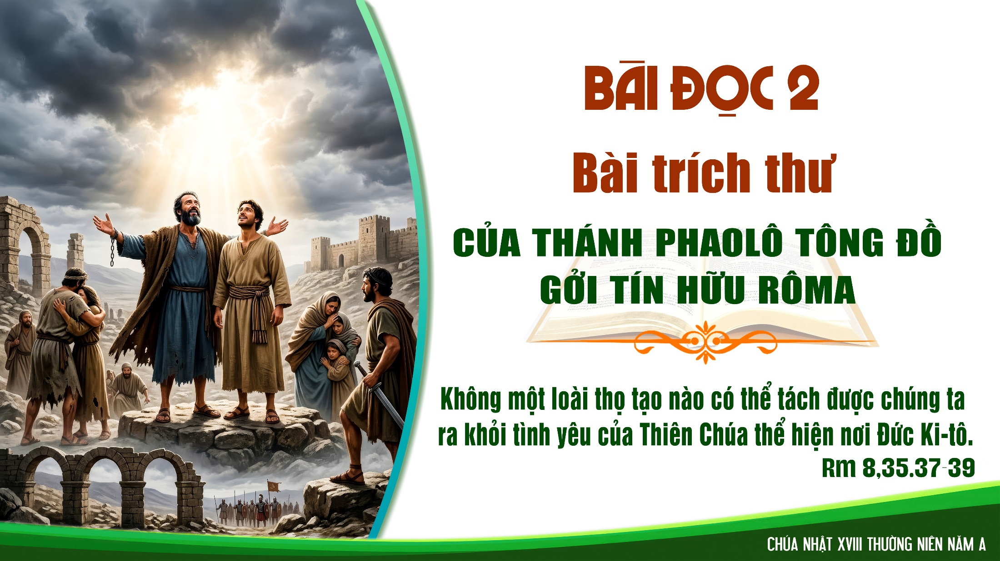 BÀI ĐỌC 2
Bài trích thư
CỦA THÁNH PHAOLÔ TÔNG ĐỒ
GỞI TÍN HỮU RÔMA
Không một loài thọ tạo nào có thể tách được chúng ta
ra khỏi tình yêu của Thiên Chúa thể hiện nơi Đức Ki-tô.
Rm 8,35.37-39
CHÚA NHẬT XVIII THƯỜNG NIÊN NĂM A